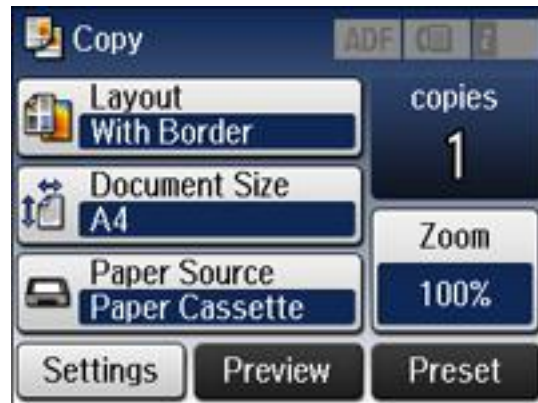 Copy
ADF
Layout
With Border
copies
1
Document Size
A4
Zoom
100%
Paper Source
Paper Cassette
Settings
Preview
Preset